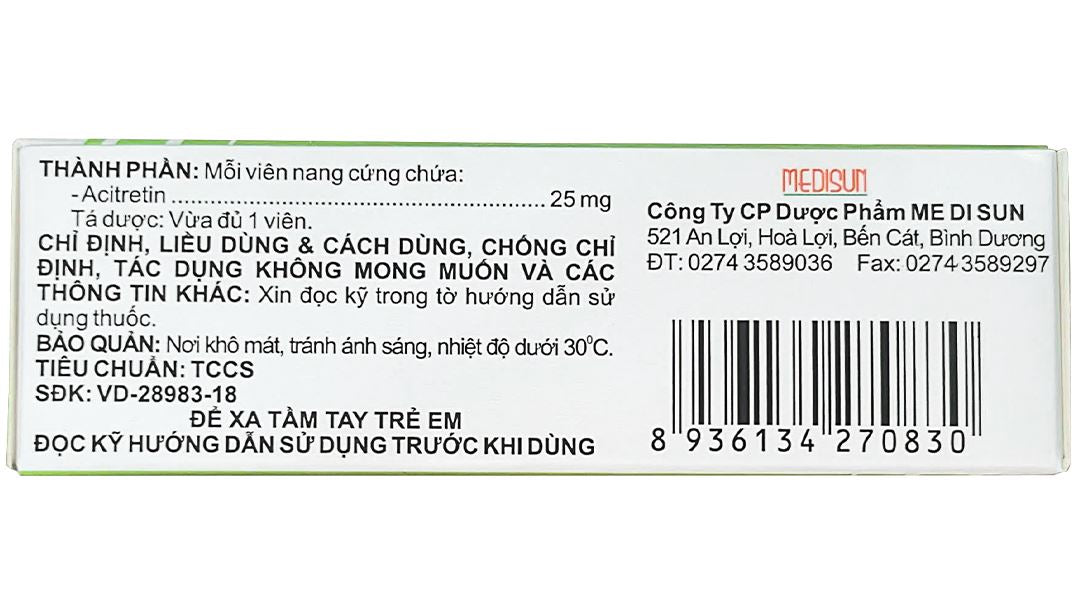 THÀNH PHẦN: Mỗi viên nang cứng chứa:
-Acitretin .......................................................... 25 mg
Tá dược: Vừa đủ 1 viên.
CHỈ ĐỊNH, LIỀU DÙNG & CÁCH DÙNG, CHỐNG CHỈ
ĐỊNH, TÁC DỤNG KHÔNG MONG MUỐN VÀ CÁC
THÔNG TIN KHÁC: Xin đọc kỹ trong tờ hướng dẫn sử
dụng thuốc.
BẢO QUẢN: Nơi khô mát, tránh ánh sáng, nhiệt độ dưới 30⁰C.
TIÊU CHUẨN: TCCS
SĐK: VD-28983-18
ĐỂ XA TẦM TAY TRẺ EM
ĐỌC KỸ HƯỚNG DẪN SỬ DỤNG TRƯỚC KHI DÙNG
MEDISUN
Công Ty CP Dược Phẩm ME DI SUN
521 An Lợi, Hoà Lợi, Bến Cát, Bình Dương
ĐT: 0274 3589036 Fax: 0274 3589297
8 936134 270830